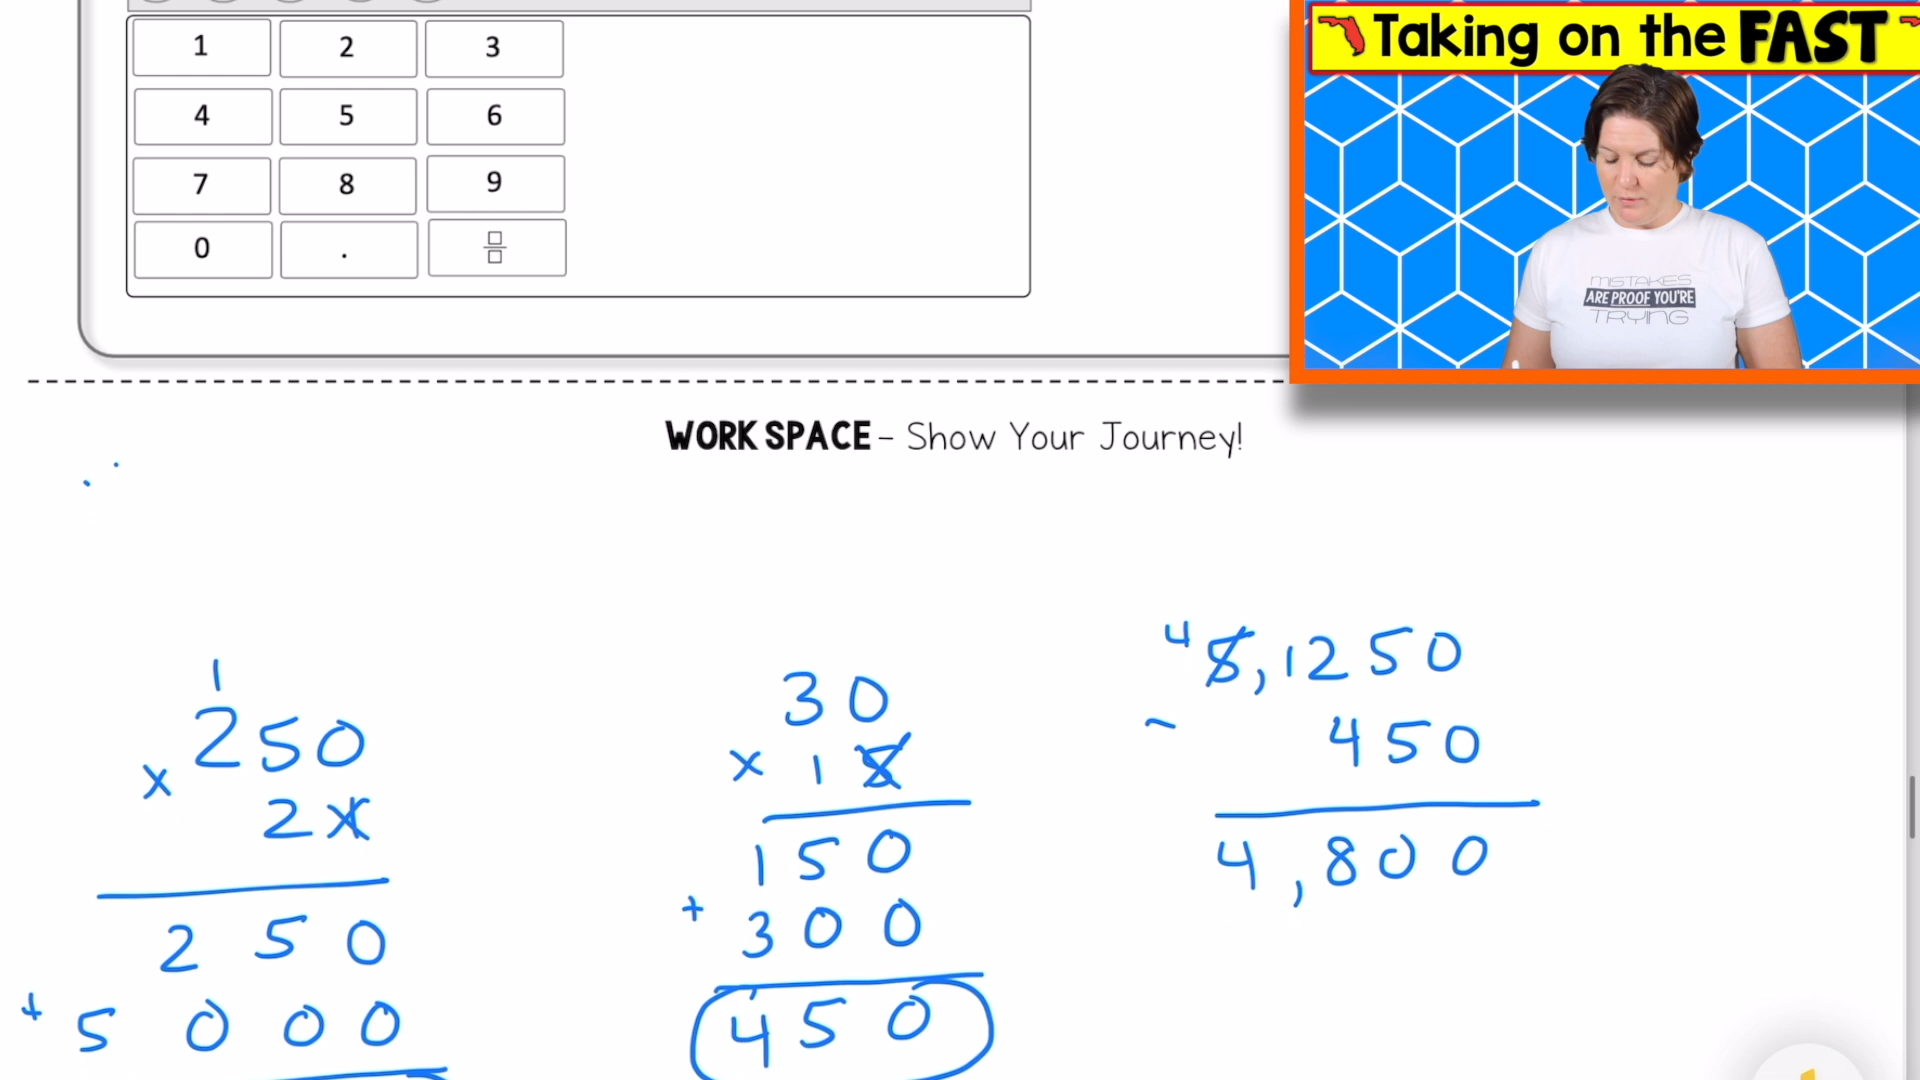 1 2 3
4 5 6
7 8 9
0 .
Taking on the FAST
MISTAKES
ARE PROOF YOU'RE
TRYING
WORK SPACE - Show Your Journey!
1
250
x 21
250
+ 5000
30
x 15
150
+ 300
450
4 5,1250
- 450
4,800